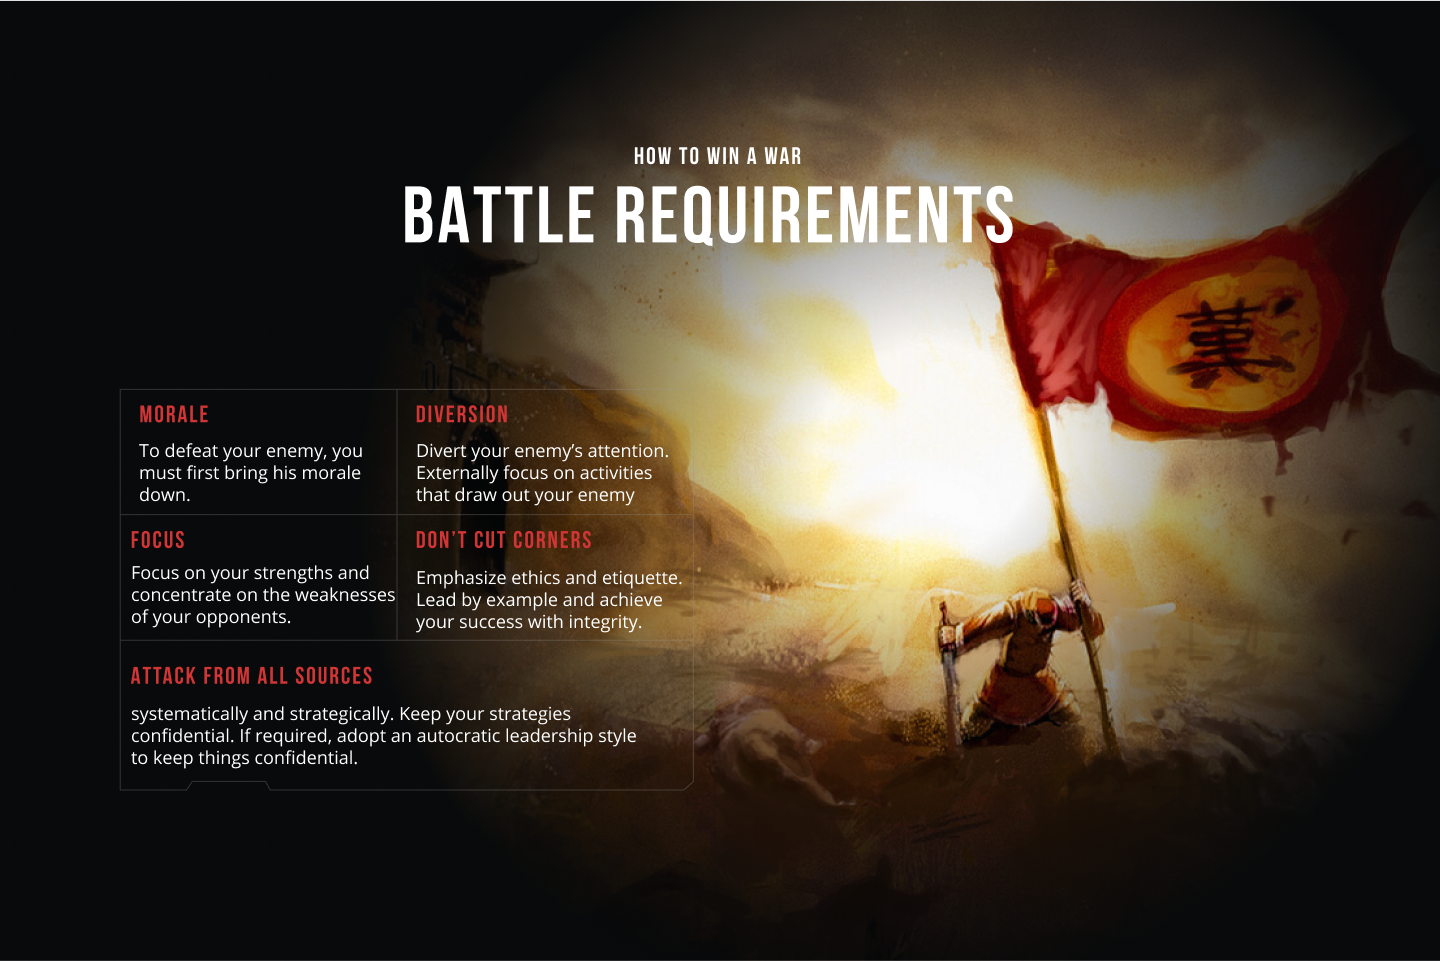 HOW TO WIN A WAR
BATTLE REQUIREMENTS
MORALE
To defeat your enemy, you
must first bring his morale
down.
DIVERSION
Divert your enemy’s attention.
Externally focus on activities
that draw out your enemy
FOCUS
Focus on your strengths and
concentrate on the weaknesses
of your opponents.
DON’T CUT CORNERS
Emphasize ethics and etiquette.
Lead by example and achieve
your success with integrity.
ATTACK FROM ALL SOURCES
systematically and strategically. Keep your strategies
confidential. If required, adopt an autocratic leadership style
to keep things confidential.